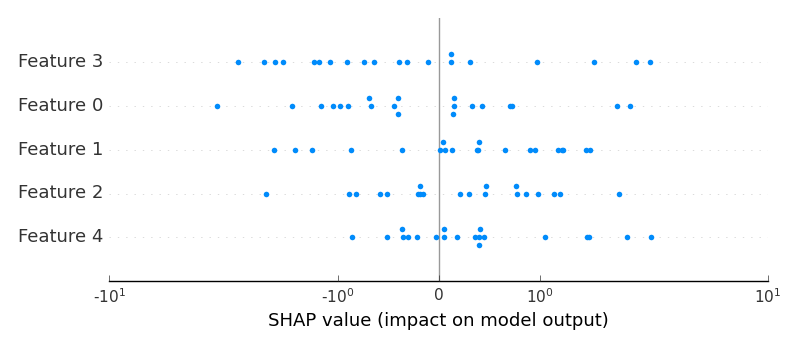 Feature 3
Feature 0
Feature 1
Feature 2
Feature 4
-10¹ -10⁰ 0 10⁰ 10¹
SHAP value (impact on model output)